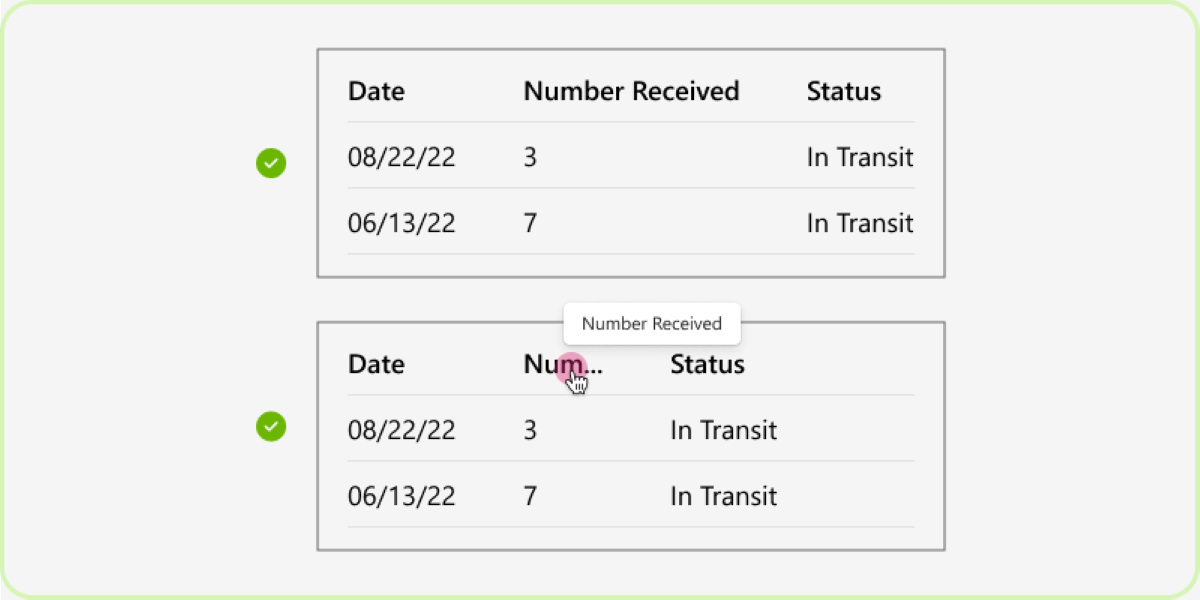 Date Number Received Status
08/22/22 3 In Transit
06/13/22 7 In Transit
Number Received
Date Num... Status
08/22/22 3 In Transit
06/13/22 7 In Transit